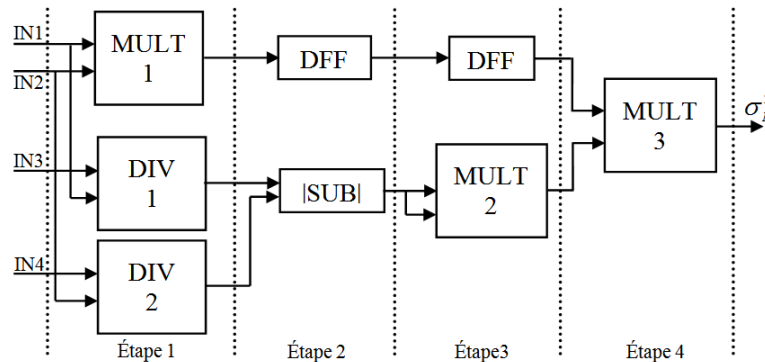 IN1
MULT
1
DFF
DFF
IN2
MULT
3
IN3
DIV
1
|SUB|
MULT
2
IN4
DIV
2
Étape 1
Étape 2
Étape3
Étape 4